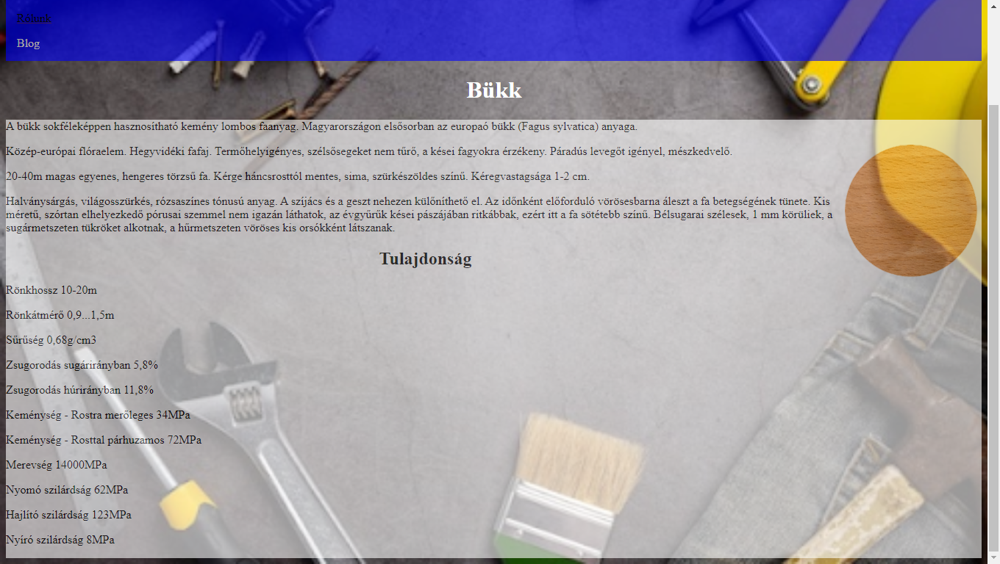 Rólunk
Blog
Bükk
A bükk sokféleképpen hasznosítható kemény lombos faanyag. Magyarországon elsősorban az europaó bükk (Fagus sylvatica) anyaga.
Közép-európai flóraelem. Hegyvidéki fafaj. Termőhelyigényes, szélsősegeket nem tűrő, a kései fagyokra érzékeny. Páradús levegőt igényel, mészkedvelő.
20-40m magas egyenes, hengeres törzsű fa. Kérge háncsrosttól mentes, sima, szürkészöldes színű. Kéregvastagsága 1-2 cm.
Halványsárgás, világosszürkés, rózsaszínes tónusú anyag. A szíjács és a geszt nehezen külőníthető el. Az időnként előforduló vörösesbarna áleszt a fa betegségének tünete. Kis
méretű, szórtan elhelyezkedő pórusai szemmel nem igazán láthatok, az évgyűrűk kései pászájában ritkábbak, ezért itt a fa sötétebb színű. Bélsugarai szélesek, 1 mm körüliek, a
sugármetszeten tükröket alkotnak, a hűrmetszeten vöröses kis orsókként látszanak.
Tulajdonság
Rönkhossz 10-20m
Rönkátmérő 0,9...1,5m
Sűrűség 0,68g/cm3
Zsugorodás sugárirányban 5,8%
Zsugorodás húrirányban 11,8%
Keménység - Rostra merőleges 34MPa
Keménység - Rosttal párhuzamos 72MPa
Merevség 14000MPa
Nyomó szilárdság 62MPa
Hajlító szilárdság 123MPa
Nyíró szilárdság 8MPa